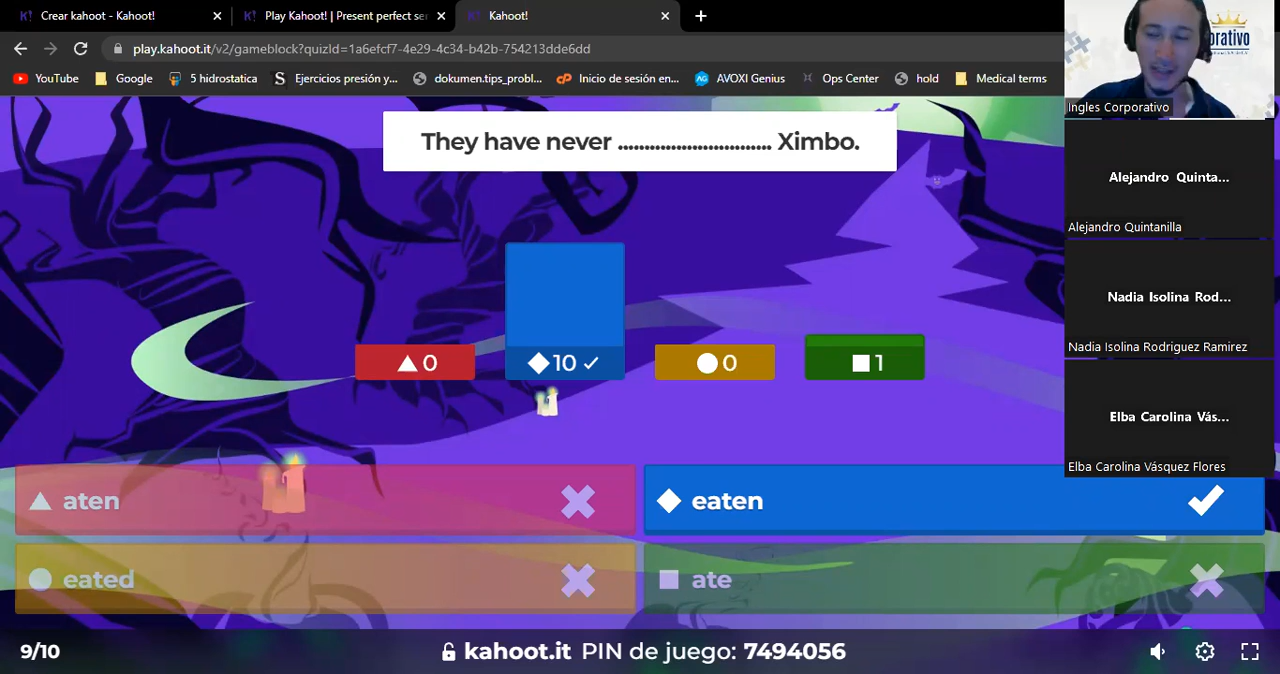 Crear kahoot - Kahoot!
Play Kahoot! | Present perfect ser
Kahoot!
play.kahoot.it/v2/gameblock?quizId=1a6efcf7-4e29-4c34-b42b-754213dde6dd
YouTube
Google
5 hidrostatica
Ejercicios presión y...
dokumen.tips_probl...
Inicio de sesión en...
AVOXI Genius
Ops Center
hold
Medical terms
orativo
Ingles Corporativo
They have never ............................. Ximbo.
Alejandro Quinta...
Alejandro Quintanilla
Nadia Isolina Rod...
Nadia Isolina Rodriguez Ramirez
Elba Carolina Vás...
Elba Carolina Vásquez Flores
0
10
0
1
aten
eaten
eated
ate
9/10
kahoot.it PIN de juego: 7494056